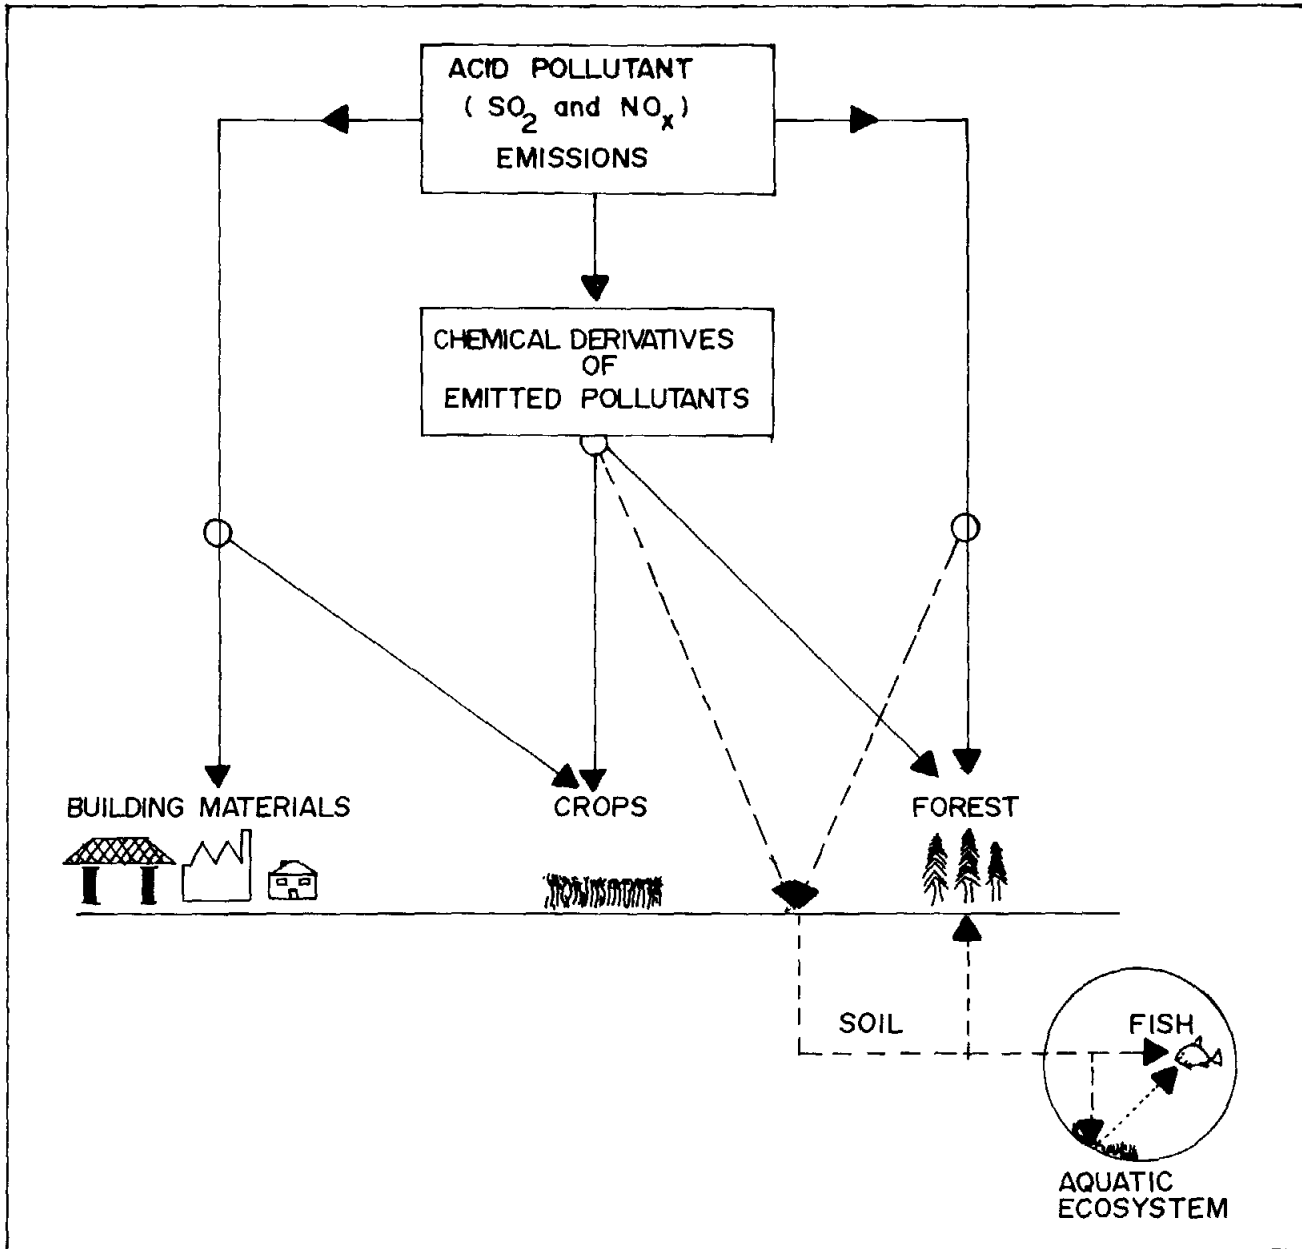 ACID POLLUTANT
( SO₂ and NOₓ)
EMISSIONS
CHEMICAL DERIVATIVES
OF
EMITTED POLLUTANTS
BUILDING MATERIALS
CROPS
FOREST
SOIL
FISH
AQUATIC
ECOSYSTEM